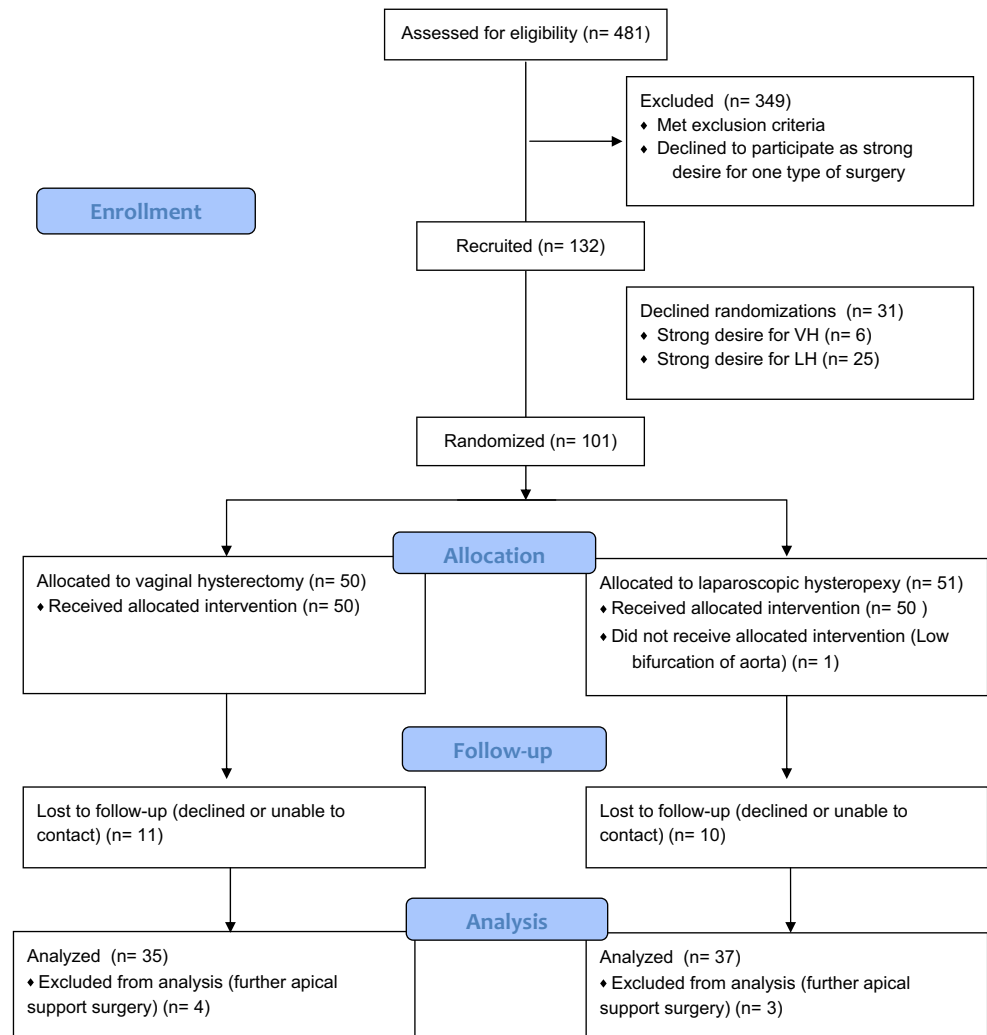 Assessed for eligibility (n= 481)
Excluded (n= 349)
♦ Met exclusion criteria
♦ Declined to participate as strong
desire for one type of surgery
Enrollment
Recruited (n= 132)
Declined randomizations (n= 31)
♦ Strong desire for VH (n= 6)
♦ Strong desire for LH (n= 25)
Randomized (n= 101)
Allocation
Allocated to vaginal hysterectomy (n= 50)
♦ Received allocated intervention (n= 50)
Allocated to laparoscopic hysteropexy (n= 51)
♦ Received allocated intervention (n= 50 )
♦ Did not receive allocated intervention (Low
bifurcation of aorta) (n= 1)
Follow-up
Lost to follow-up (declined or unable to
contact) (n= 11)
Lost to follow-up (declined or unable to
contact) (n= 10)
Analysis
Analyzed (n= 35)
♦ Excluded from analysis (further apical
support surgery) (n= 4)
Analyzed (n= 37)
♦ Excluded from analysis (further apical
support surgery) (n= 3)